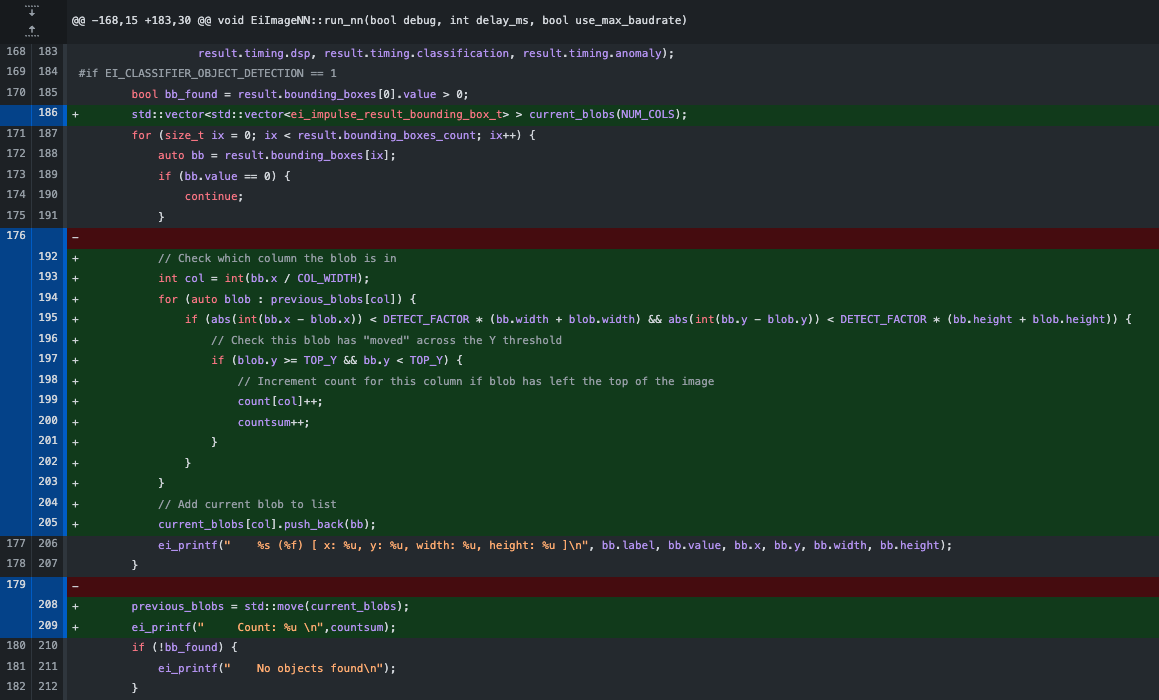 @@ -168,15 +183,30 @@ void EiImageNN::run_nn(bool debug, int delay_ms, bool use_max_baudrate)
168 183 result.timing.dsp, result.timing.classification, result.timing.anomaly);
169 184 #if EI_CLASSIFIER_OBJECT_DETECTION == 1
170 185 bool bb_found = result.bounding_boxes[0].value > 0;
186 + std::vector<std::vector<ei_impulse_result_bounding_box_t> > current_blobs(NUM_COLS);
171 187 for (size_t ix = 0; ix < result.bounding_boxes_count; ix++) {
172 188 auto bb = result.bounding_boxes[ix];
173 189 if (bb.value == 0) {
174 190 continue;
175 191 }
176 −
192 + // Check which column the blob is in
193 + int col = int(bb.x / COL_WIDTH);
194 + for (auto blob : previous_blobs[col]) {
195 + if (abs(int(bb.x - blob.x)) < DETECT_FACTOR * (bb.width + blob.width) && abs(int(bb.y - blob.y)) < DETECT_FACTOR * (bb.height + blob.height)) {
196 + // Check this blob has "moved" across the Y threshold
197 + if (blob.y >= TOP_Y && bb.y < TOP_Y) {
198 + // Increment count for this column if blob has left the top of the image
199 + count[col]++;
200 + countsum++;
201 + }
202 + }
203 + }
204 + // Add current blob to list
205 + current_blobs[col].push_back(bb);
177 206 ei_printf("    %s (%f) [ x: %u, y: %u, width: %u, height: %u ]\n", bb.label, bb.value, bb.x, bb.y, bb.width, bb.height);
178 207 }
179 −
208 + previous_blobs = std::move(current_blobs);
209 + ei_printf("     Count: %u \n",countsum);
180 210 if (!bb_found) {
181 211 ei_printf("    No objects found\n");
182 212 }